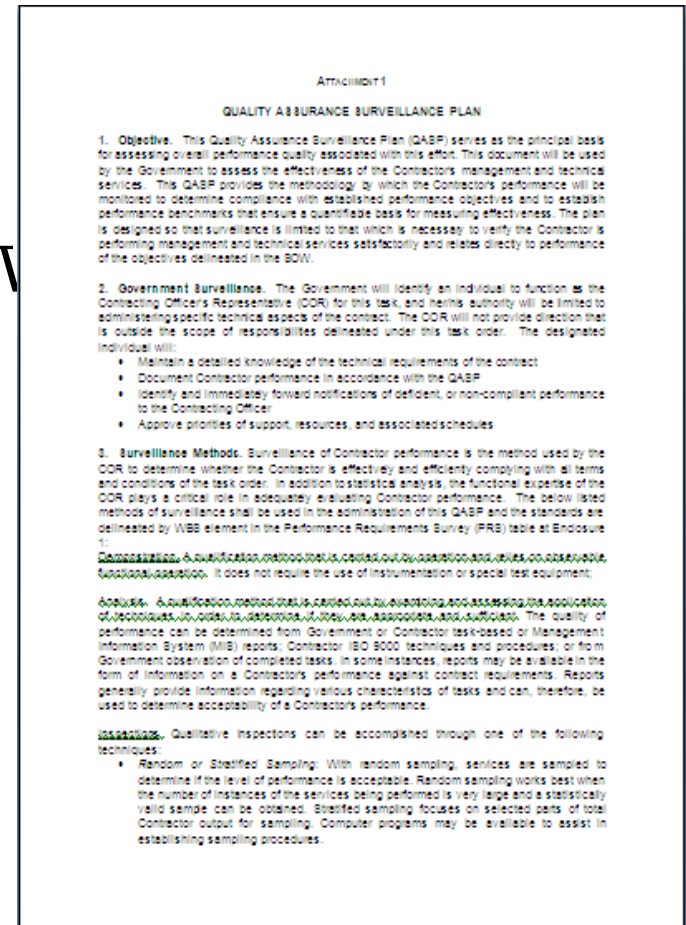 ATTACHMENT 1
QUALITY ASSURANCE SURVEILLANCE PLAN
1. Objective. This Quality Assurance Surveillance Plan (QASP) serves as the principal basis
for assessing overall performance quality associated with this effort. This document will be used
by the Government to assess the effectiveness of the Contractor's management and technical
services. This QASP provides the methodology by which the Contractor's performance will be
monitored to determine compliance with established performance objectives and to establish
performance benchmarks that ensure a quantifiable basis for measuring effectiveness. The plan
is designed so that surveillance is limited to that which is necessary to verify the Contractor is
performing management and technical services satisfactorily and relates directly to performance
of the objectives delineated in the SOW.
2. Government Surveillance. The Government will identify an individual to function as the
Contracting Officer's Representative (COR) for this task, and her/his authority will be limited to
administering specific technical aspects of the contract. The COR will not provide direction that
is outside the scope of responsibilities delineated under this task order. The designated
individual will:
• Maintain a detailed knowledge of the technical requirements of the contract
• Document Contractor performance in accordance with the QASP
• Identify and immediately forward notifications of deficient, or non-compliant performance
to the Contracting Officer
• Approve priorities of support, resources, and associated schedules
3. Surveillance Methods. Surveillance of Contractor performance is the method used by the
COR to determine whether the Contractor is effectively and efficiently complying with all terms
and conditions of the task order. In addition to statistical analysis, the functional expertise of the
COR plays a critical role in adequately evaluating Contractor performance. The below listed
methods of surveillance shall be used in the administration of this QASP and the standards are
delineated by WBS element in the Performance Requirements Survey (PRS) table at Enclosure
1:
Demonstration. A qualification method that is carried out by operation and relies on observable
functional operation. It does not require the use of instrumentation or special test equipment;
Analysis. A qualification method that is carried out by examining and assessing the application
of techniques in order to determine if they are appropriate and sufficient. The quality of
performance can be determined from Government or Contractor task-based or Management
Information System (MIS) reports; Contractor ISO 9000 techniques and procedures; or from
Government observation of completed tasks. In some instances, reports may be available in the
form of information on a Contractor's performance against contract requirements. Reports
generally provide information regarding various characteristics of tasks and can, therefore, be
used to determine acceptability of a Contractor's performance.
Inspections. Qualitative inspections can be accomplished through one of the following
techniques:
• Random or Stratified Sampling: With random sampling, services are sampled to
determine if the level of performance is acceptable. Random sampling works best when
the number of instances of the services being performed is very large and a statistically
valid sample can be obtained. Stratified sampling focuses on selected parts of total
Contractor output for sampling. Computer programs may be available to assist in
establishing sampling procedures.